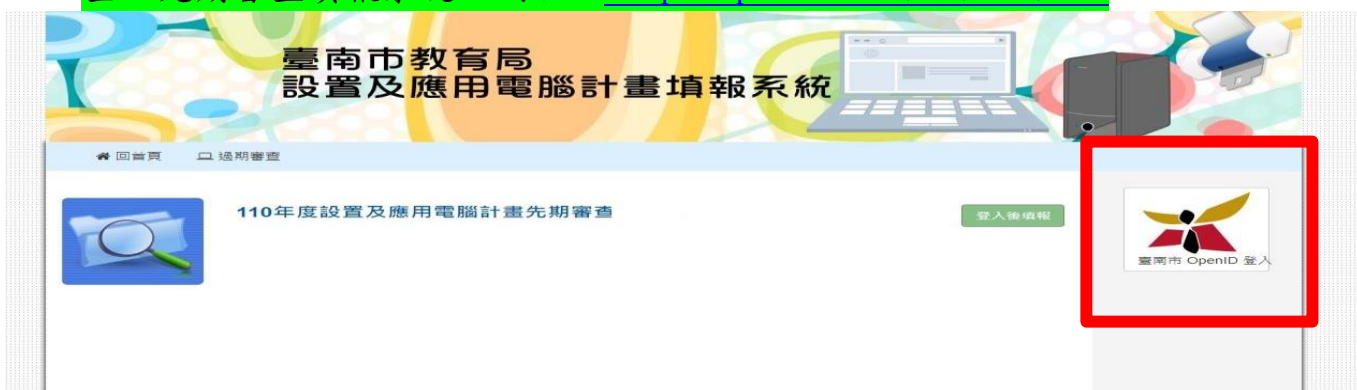 臺南市教育局
設置及應用電腦計畫填報系統
回首頁 過期審查
110年度設置及應用電腦計畫先期審查
登入後填報
臺南市 OpenID 登入